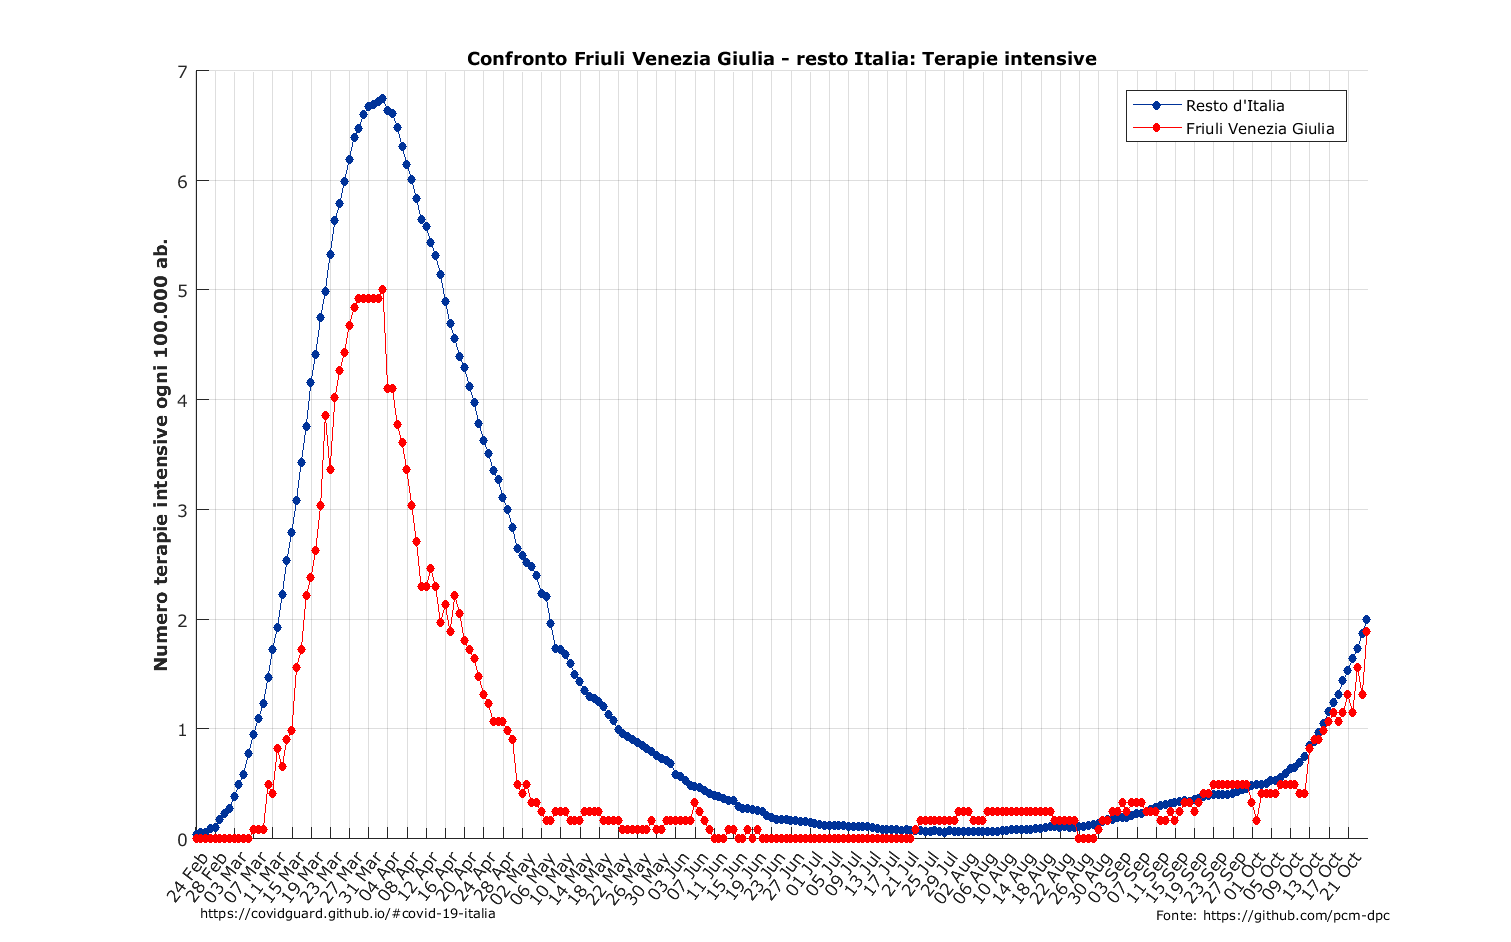 Confronto Friuli Venezia Giulia - resto Italia: Terapie intensive
Resto d'Italia
Friuli Venezia Giulia
Numero terapie intensive ogni 100.000 ab.
7
6
5
4
3
2
1
0
24 Feb
28 Feb
03 Mar
07 Mar
11 Mar
15 Mar
19 Mar
23 Mar
27 Mar
31 Mar
04 Apr
08 Apr
12 Apr
16 Apr
20 Apr
24 Apr
28 Apr
02 May
06 May
10 May
14 May
18 May
22 May
26 May
30 May
03 Jun
07 Jun
11 Jun
15 Jun
19 Jun
23 Jun
27 Jun
01 Jul
05 Jul
09 Jul
13 Jul
17 Jul
21 Jul
25 Jul
29 Jul
02 Aug
06 Aug
10 Aug
14 Aug
18 Aug
22 Aug
26 Aug
30 Aug
03 Sep
07 Sep
11 Sep
15 Sep
19 Sep
23 Sep
27 Sep
01 Oct
05 Oct
09 Oct
13 Oct
17 Oct
21 Oct
https://covidguard.github.io/#covid-19-italia
Fonte: https://github.com/pcm-dpc